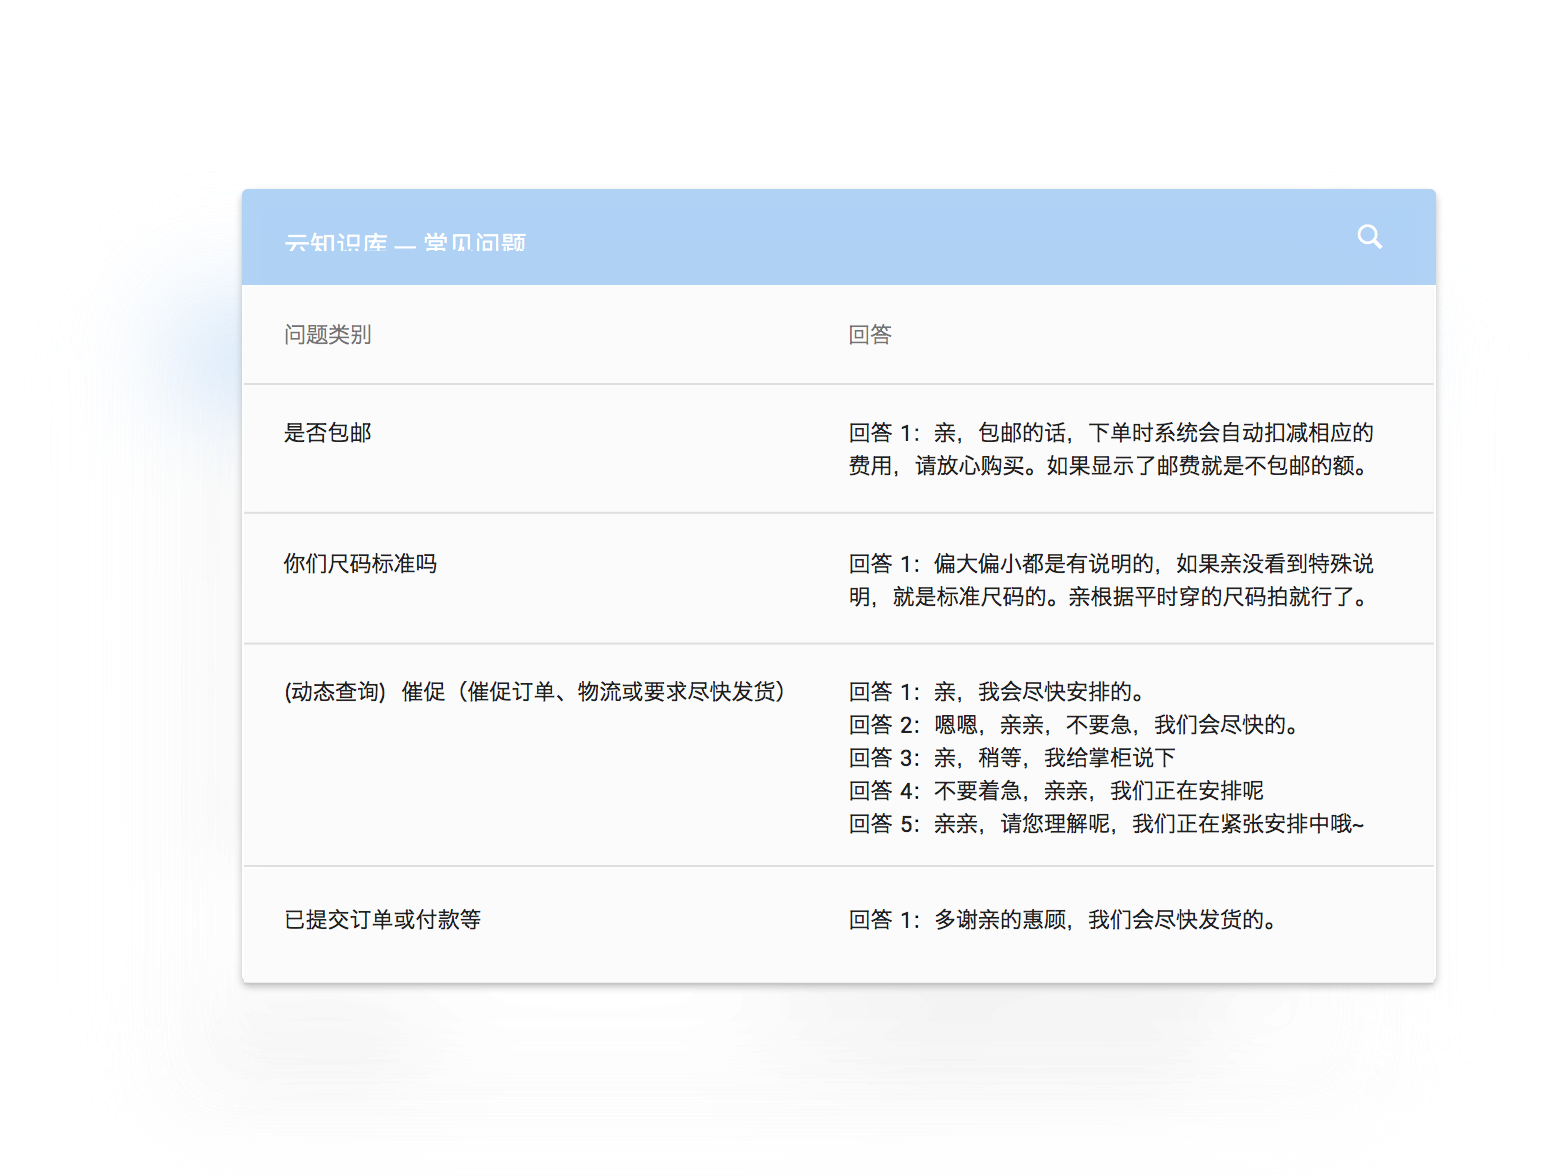 云知识库 — 常见问题
问题类别
回答
是否包邮
回答 1：亲，包邮的话，下单时系统会自动扣减相应的
费用，请放心购买。如果显示了邮费就是不包邮的额。
你们尺码标准吗
回答 1：偏大偏小都是有说明的，如果亲没看到特殊说
明，就是标准尺码的。亲根据平时穿的尺码拍就行了。
(动态查询）催促（催促订单、物流或要求尽快发货）
回答 1：亲，我会尽快安排的。
回答 2：嗯嗯，亲亲，不要急，我们会尽快的。
回答 3：亲，稍等，我给掌柜说下
回答 4：不要着急，亲亲，我们正在安排呢
回答 5：亲亲，请您理解呢，我们正在紧张安排中哦~
已提交订单或付款等
回答 1：多谢亲的惠顾，我们会尽快发货的。